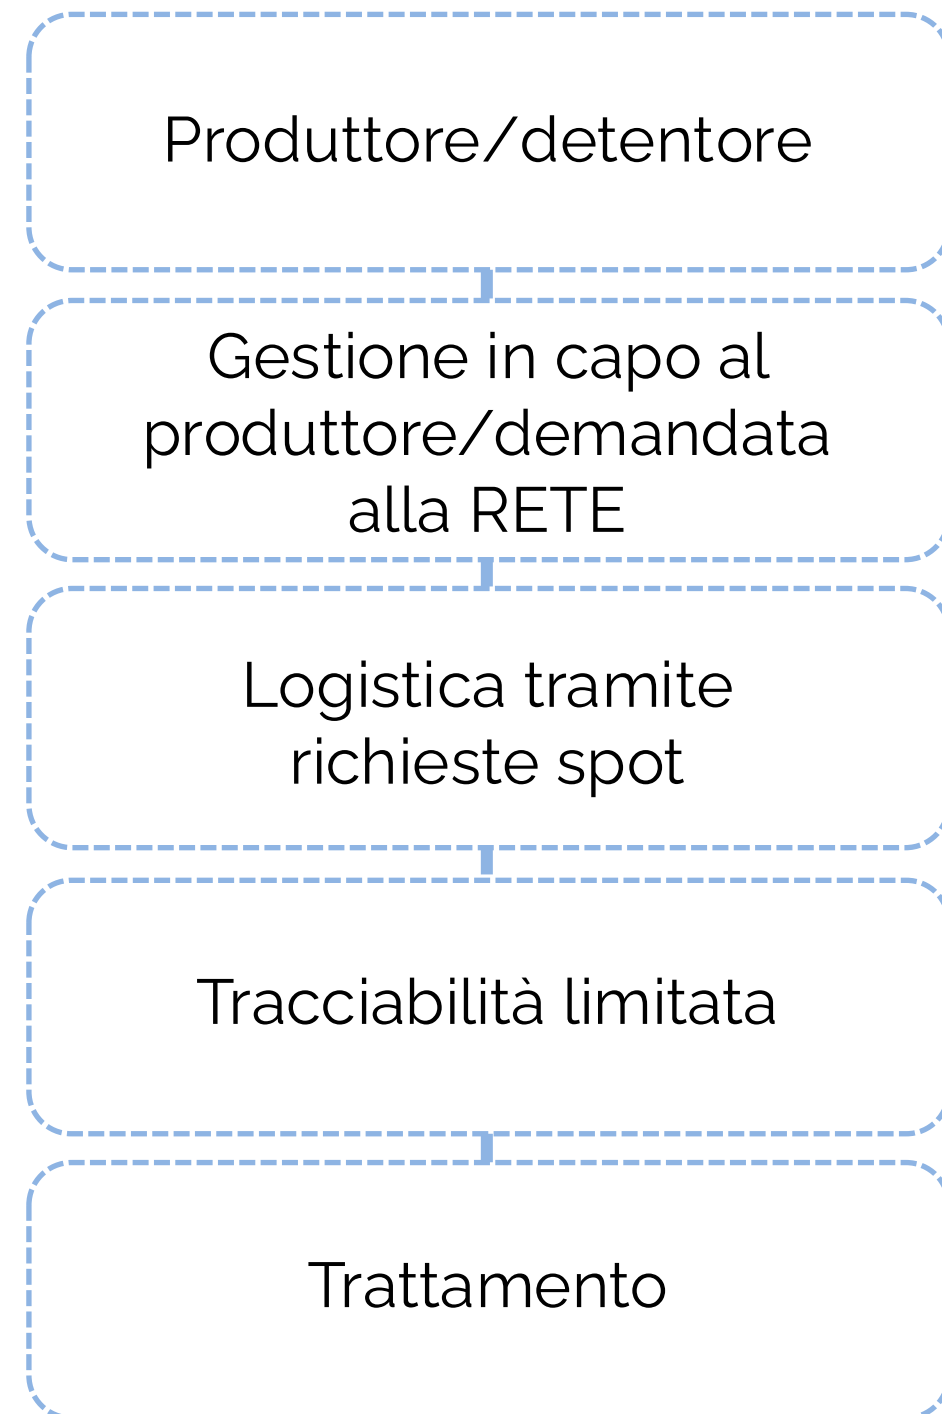 Produttore/detentore
Gestione in capo al
produttore/demandata
alla RETE
Logistica tramite
richieste spot
Tracciabilità limitata
Trattamento